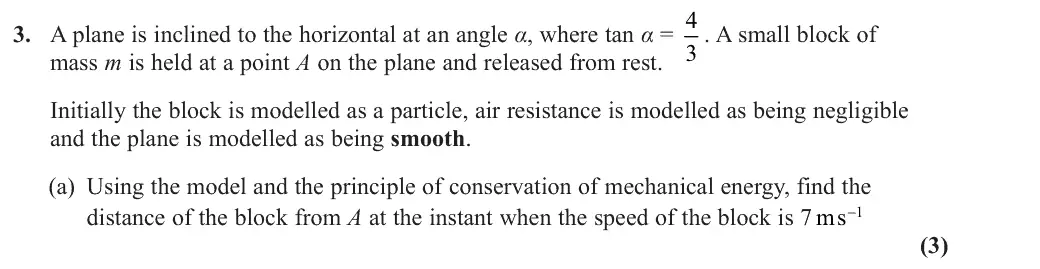 3. A plane is inclined to the horizontal at an angle α, where tan α = 4/3. A small block of
mass m is held at a point A on the plane and released from rest.
Initially the block is modelled as a particle, air resistance is modelled as being negligible
and the plane is modelled as being smooth.
(a) Using the model and the principle of conservation of mechanical energy, find the
distance of the block from A at the instant when the speed of the block is 7 m s⁻¹
(3)